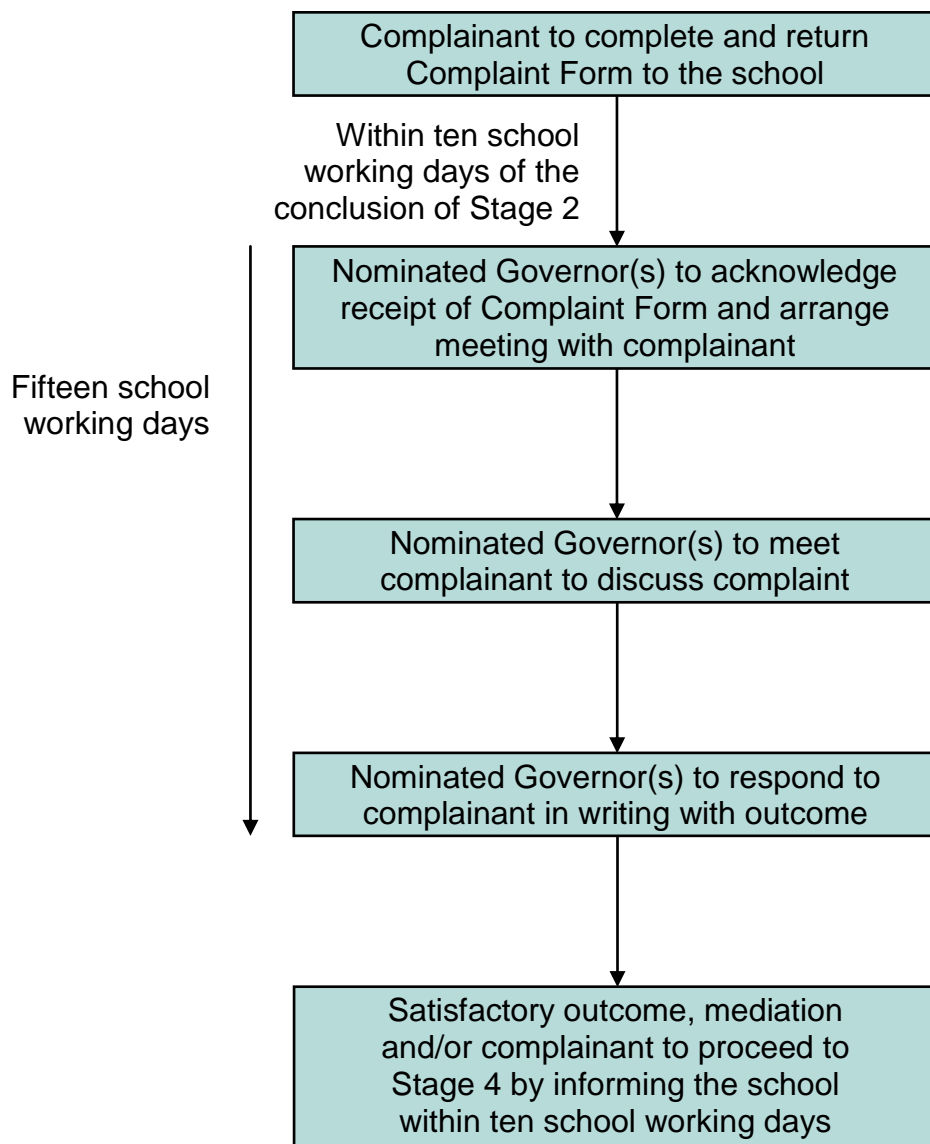 Complainant to complete and return
Complaint Form to the school
Within ten school
working days of the
conclusion of Stage 2
Nominated Governor(s) to acknowledge
receipt of Complaint Form and arrange
meeting with complainant
Fifteen school
working days
Nominated Governor(s) to meet
complainant to discuss complaint
Nominated Governor(s) to respond to
complainant in writing with outcome
Satisfactory outcome, mediation
and/or complainant to proceed to
Stage 4 by informing the school
within ten school working days